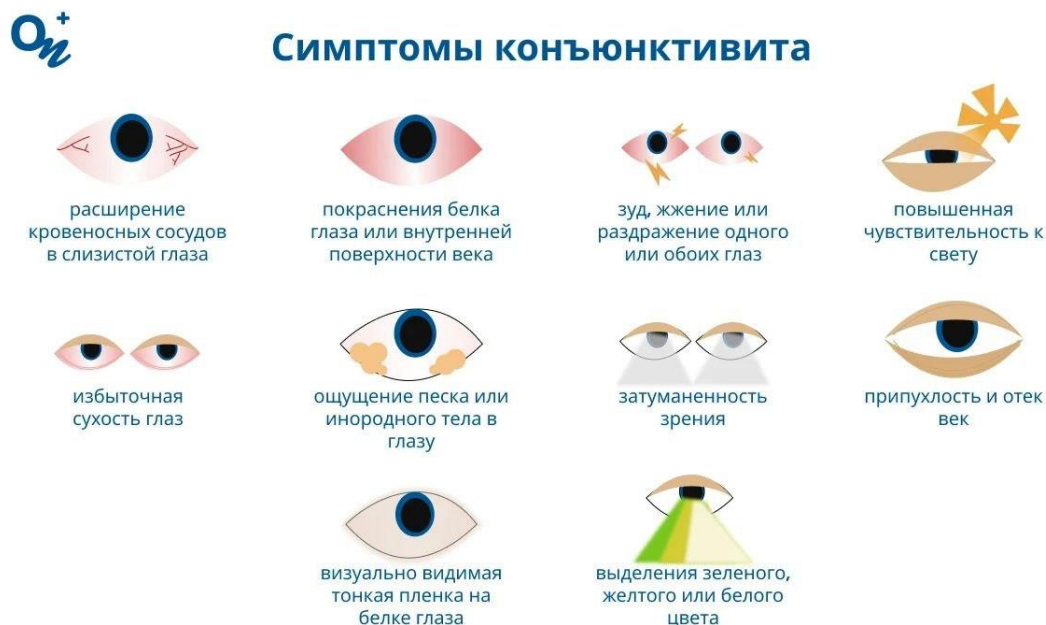 On+
Симптомы конъюнктивита
расширение
кровеносных сосудов
в слизистой глаза
покраснения белка
глаза или внутренней
поверхности века
зуд, жжение или
раздражение одного
или обоих глаз
повышенная
чувствительность к
свету
избыточная
сухость глаз
ощущение песка или
инородного тела в
глазу
затуманенность
зрения
припухлость и отек
век
визуально видимая
тонкая пленка на
белке глаза
выделения зеленого,
желтого или белого
цвета